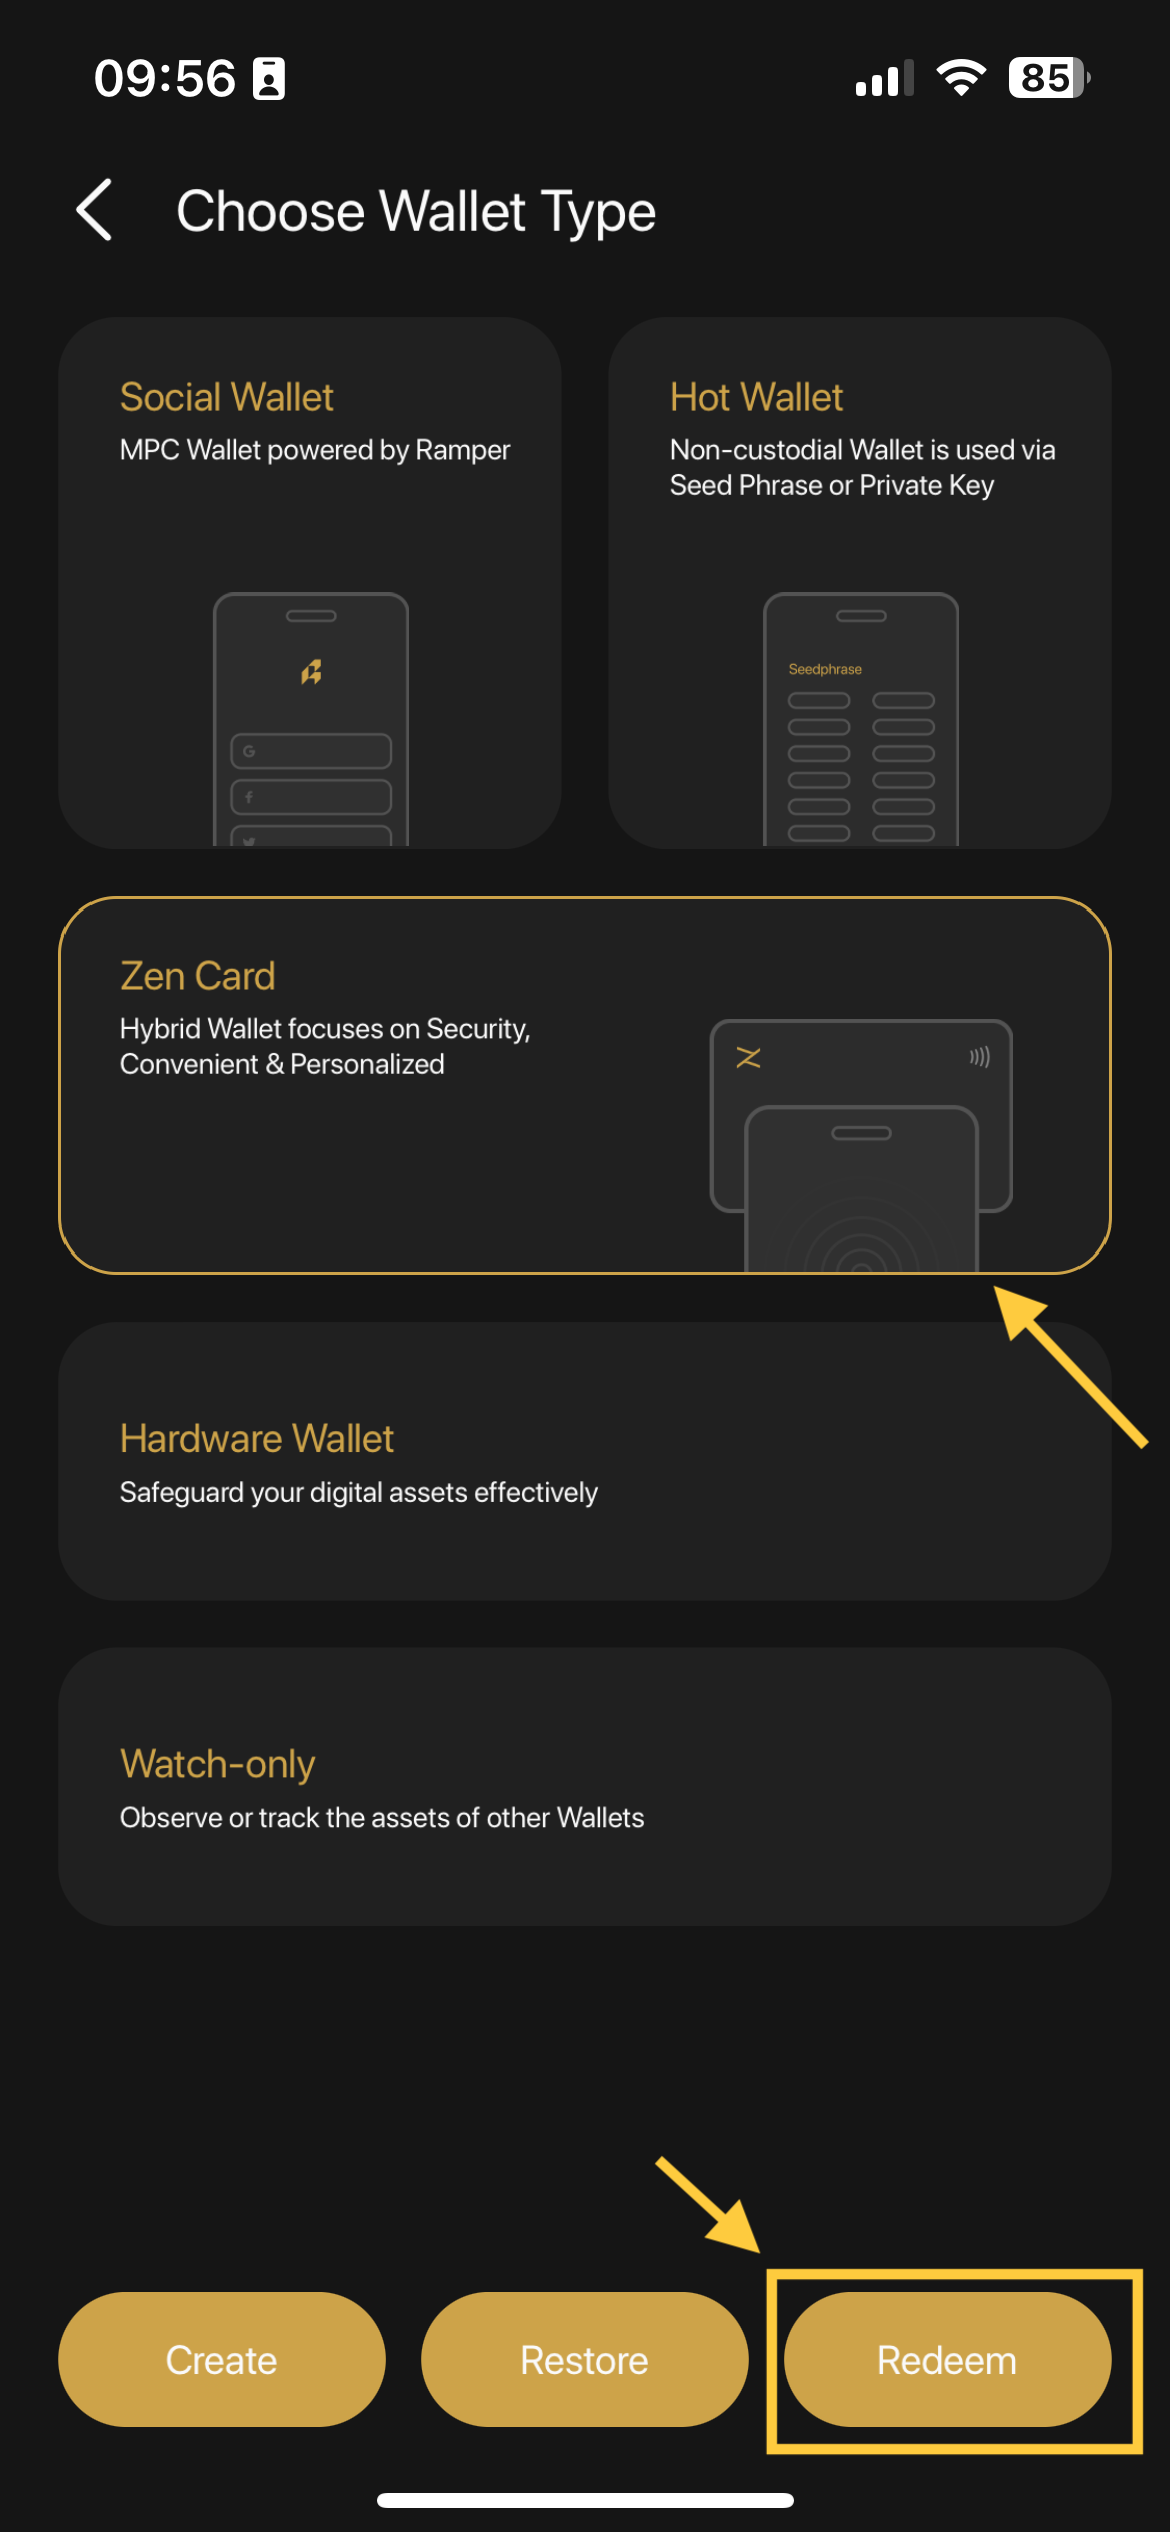 09:56
85
Choose Wallet Type
Social Wallet
MPC Wallet powered by Ramper
Hot Wallet
Non-custodial Wallet is used via
Seed Phrase or Private Key
Seedphrase
Zen Card
Hybrid Wallet focuses on Security,
Convenient & Personalized
Hardware Wallet
Safeguard your digital assets effectively
Watch-only
Observe or track the assets of other Wallets
Create
Restore
Redeem